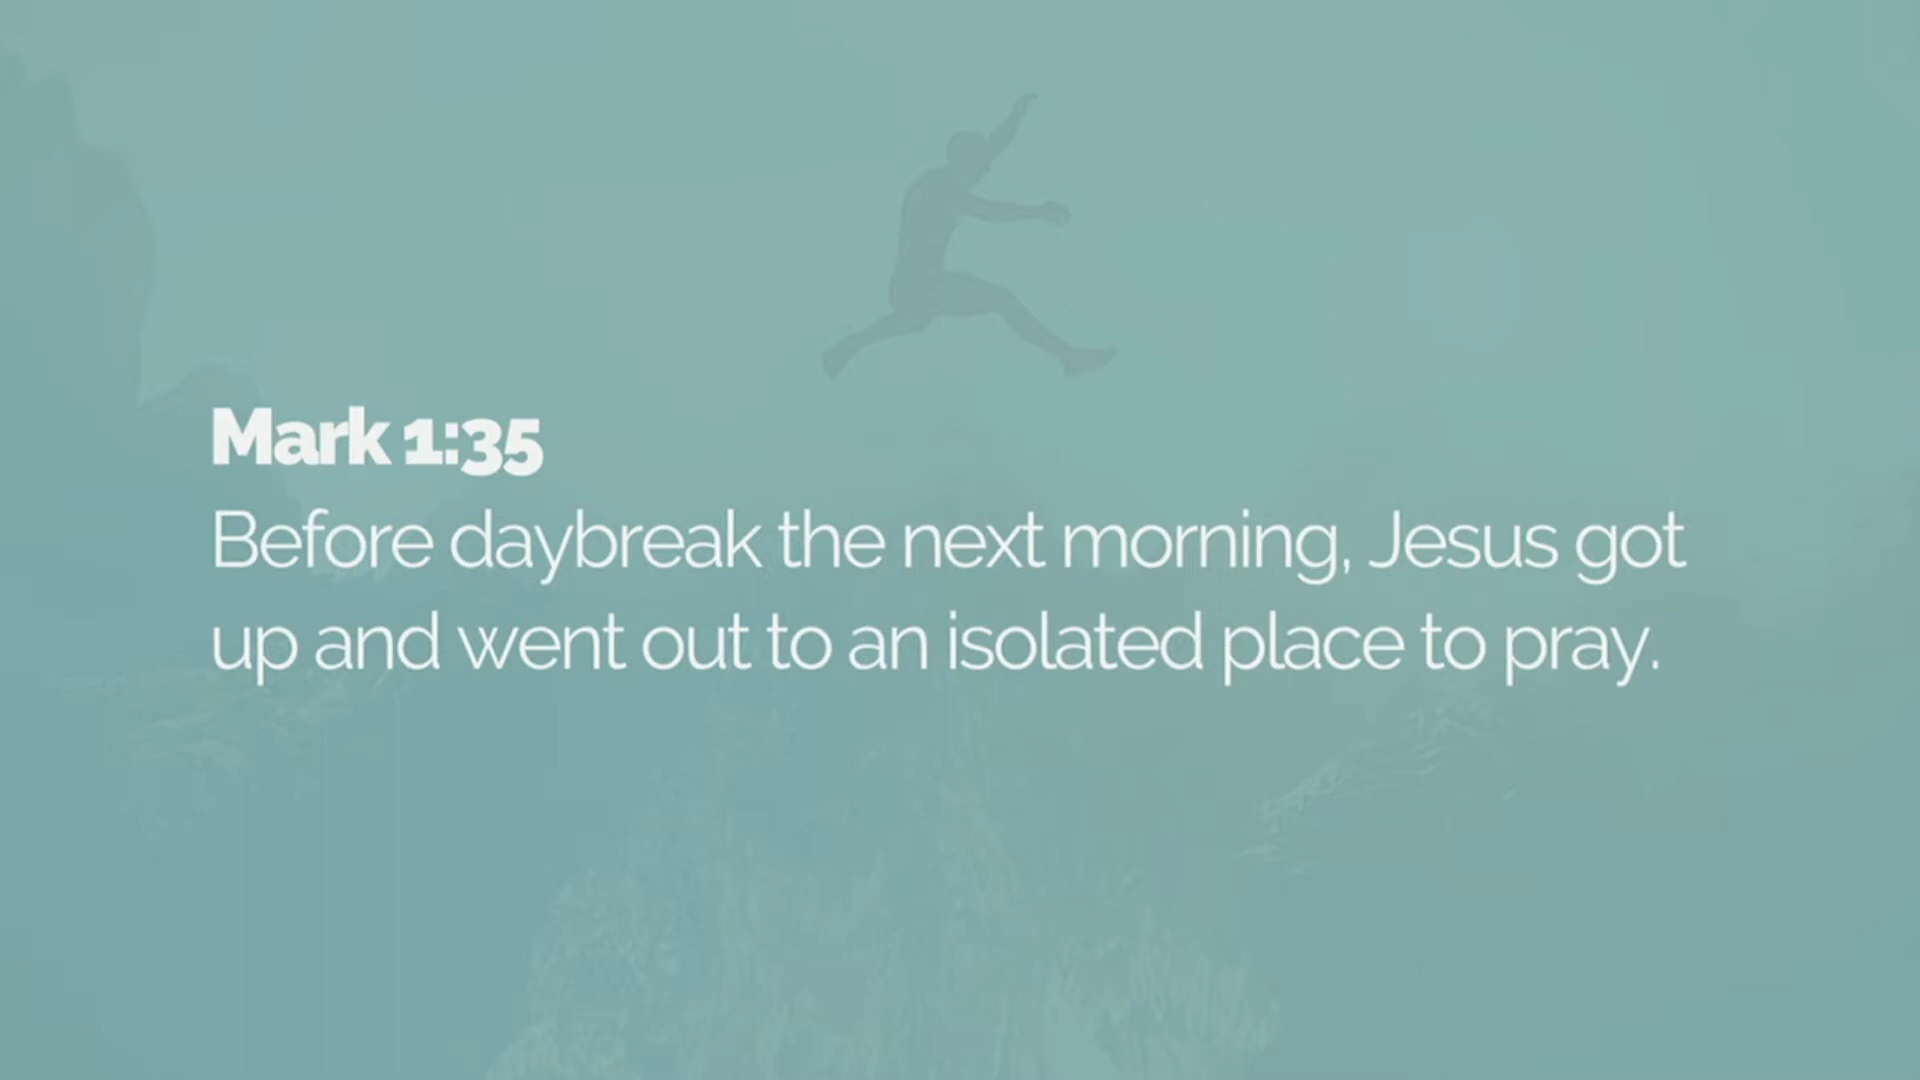 Mark 1:35
Before daybreak the next morning, Jesus got
up and went out to an isolated place to pray.